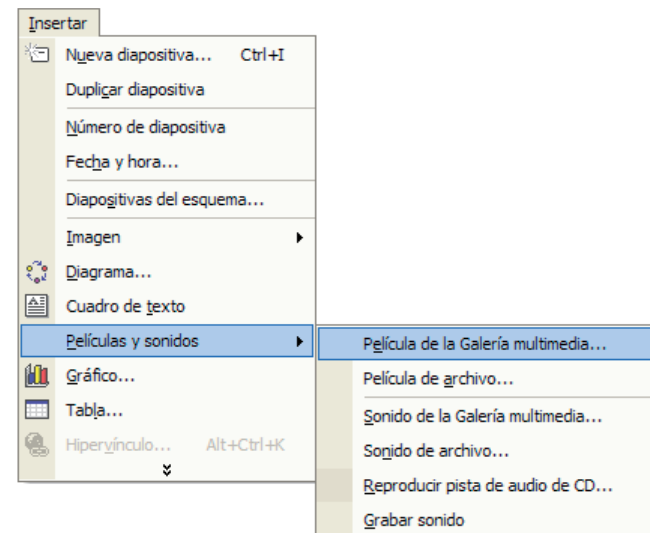 Insertar
Nueva diapositiva... Ctrl+I
Duplicar diapositiva
Número de diapositiva
Fecha y hora...
Diapositivas del esquema...
Imagen
Diagrama...
Cuadro de texto
Películas y sonidos
Gráfico...
Tabla...
Hipervínculo... Alt+Ctrl+K
Película de la Galería multimedia...
Película de archivo...
Sonido de la Galería multimedia...
Sonido de archivo...
Reproducir pista de audio de CD...
Grabar sonido